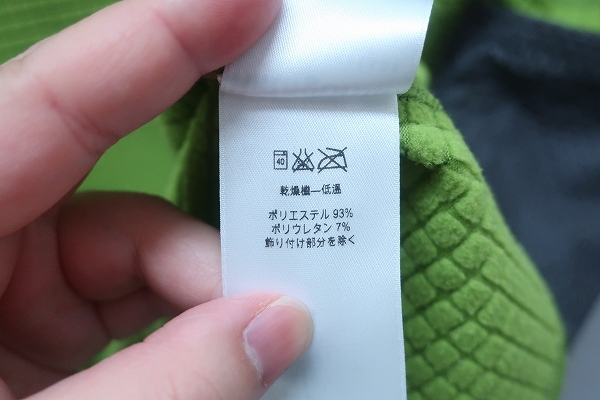 40
乾燥機—低温
ポリエステル 93%
ポリウレタン 7%
飾り付け部分を除く